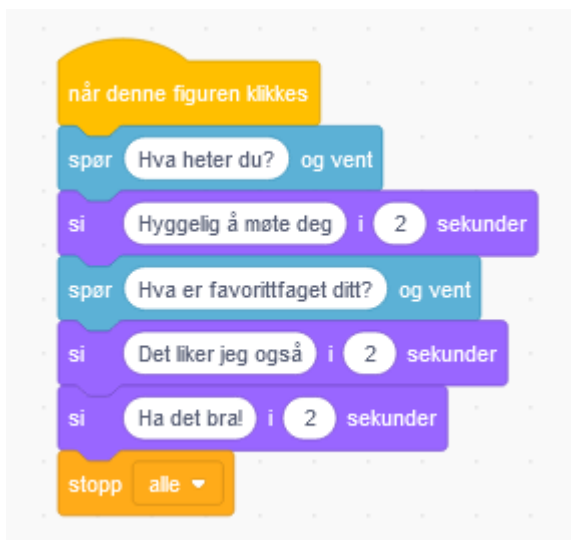 når denne figuren klikkes
spør Hva heter du? og vent
si Hyggelig å møte deg i 2 sekunder
spør Hva er favorittfaget ditt? og vent
si Det liker jeg også i 2 sekunder
si Ha det bra! i 2 sekunder
stopp alle